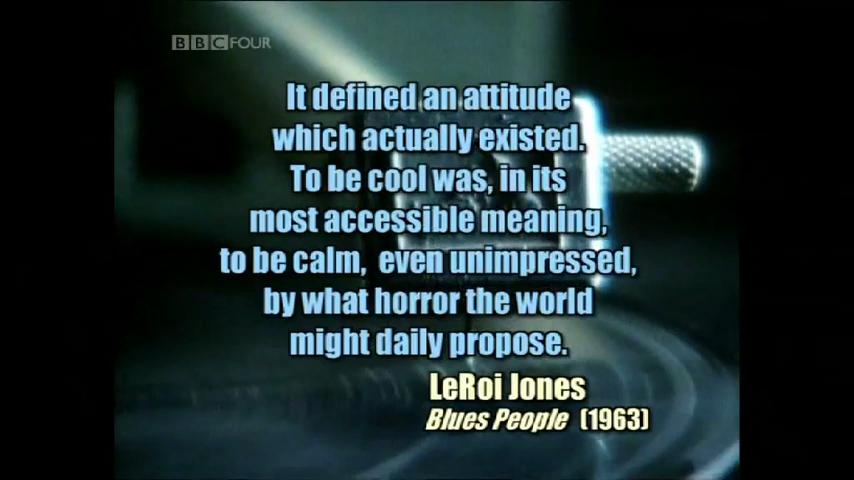 BBC FOUR
It defined an attitude
which actually existed.
To be cool was, in its
most accessible meaning,
to be calm,  even unimpressed,
by what horror the world
might daily propose.
LeRoi Jones
Blues People (1963)